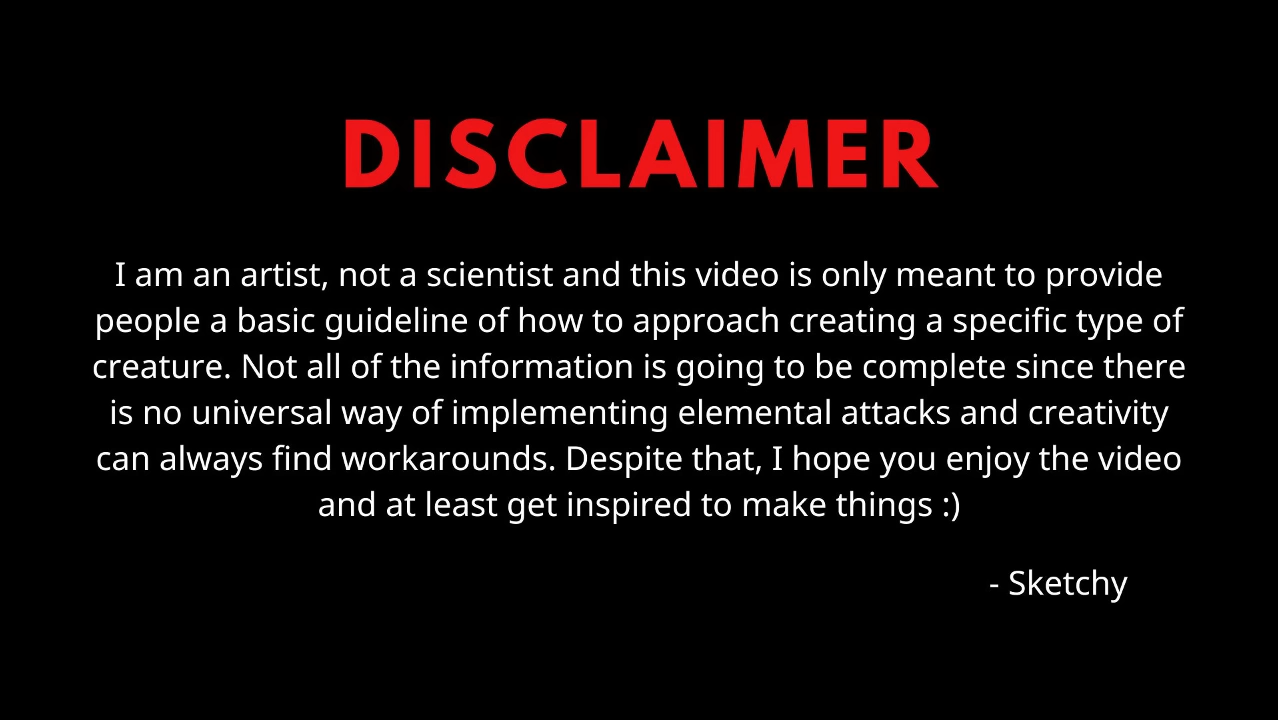 DISCLAIMER
I am an artist, not a scientist and this video is only meant to provide
people a basic guideline of how to approach creating a specific type of
creature. Not all of the information is going to be complete since there
is no universal way of implementing elemental attacks and creativity
can always find workarounds. Despite that, I hope you enjoy the video
and at least get inspired to make things :)
- Sketchy